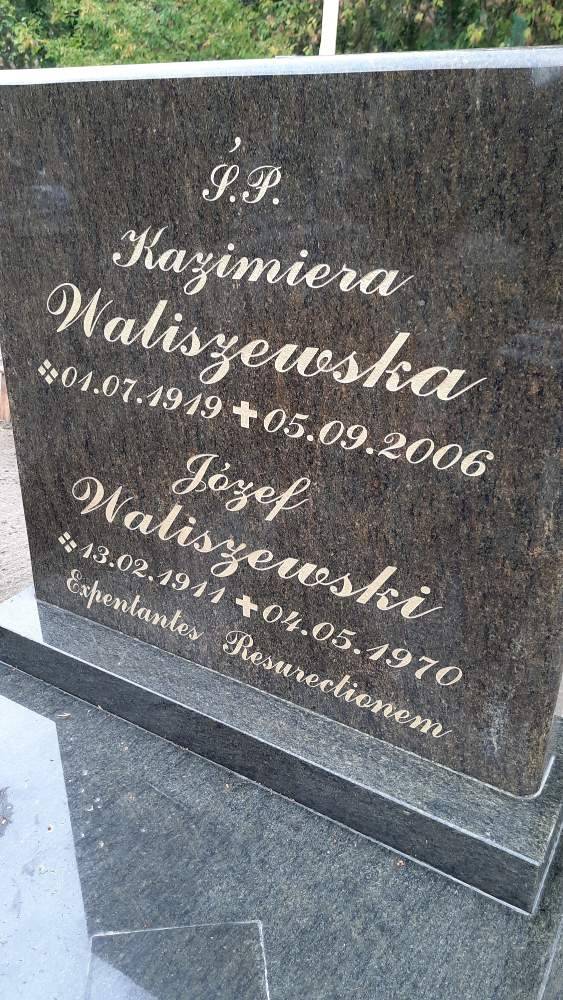 Ś.P.
Kazimiera
Waliszewska
01.07.1919 05.09.2006
Józef
Waliszewski
13.02.1911 04.05.1970
Expentantes Resurectionem